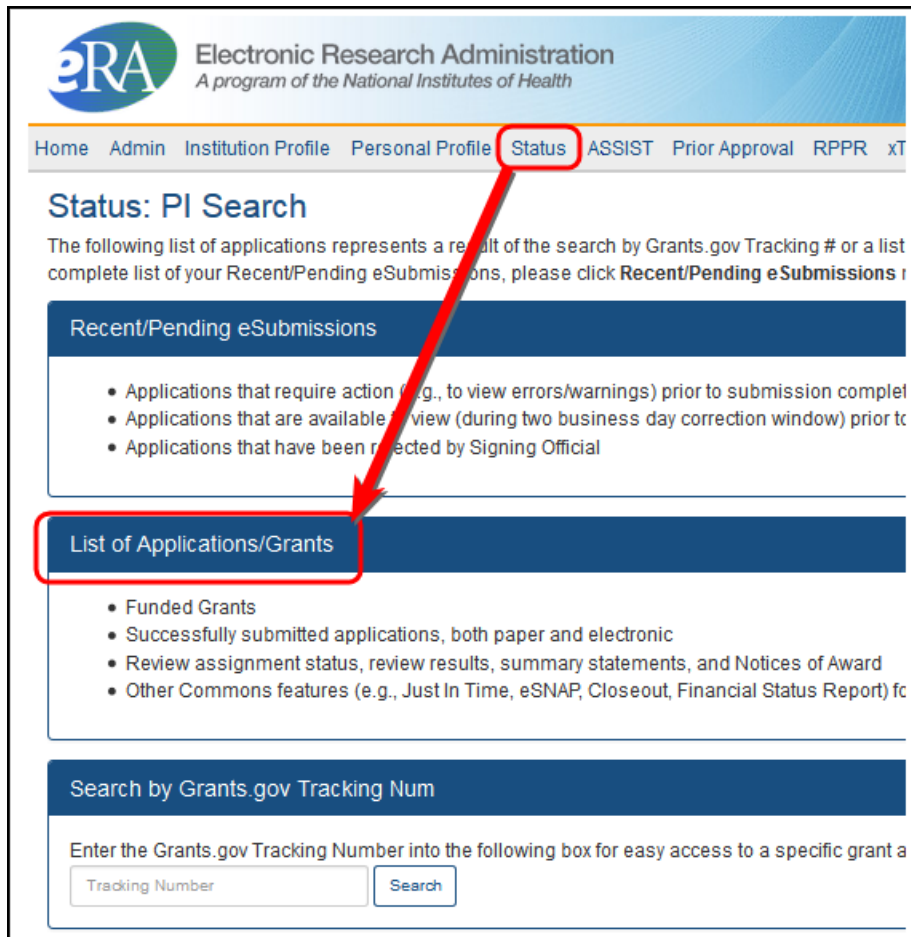 eRA
Electronic Research Administration
A program of the National Institutes of Health
Home Admin Institution Profile Personal Profile Status ASSIST Prior Approval RPPR xT
Status: PI Search
The following list of applications represents a result of the search by Grants.gov Tracking # or a list
complete list of your Recent/Pending eSubmissions, please click Recent/Pending eSubmissions
Recent/Pending eSubmissions
• Applications that require action (e.g., to view errors/warnings) prior to submission complet
• Applications that are available to view (during two business day correction window) prior to
• Applications that have been rejected by Signing Official
List of Applications/Grants
• Funded Grants
• Successfully submitted applications, both paper and electronic
• Review assignment status, review results, summary statements, and Notices of Award
• Other Commons features (e.g., Just In Time, eSNAP, Closeout, Financial Status Report) fo
Search by Grants.gov Tracking Num
Enter the Grants.gov Tracking Number into the following box for easy access to a specific grant a
Tracking Number Search